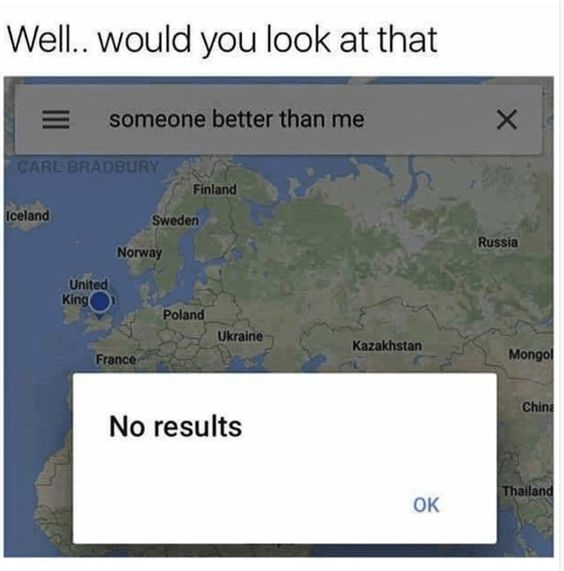 Well.. would you look at that
someone better than me
CARL BRADBURY
Finland
Iceland
Sweden
Russia
Norway
United
King
Poland
Ukraine
Kazakhstan
France
Mongol
China
No results
Thailand
OK